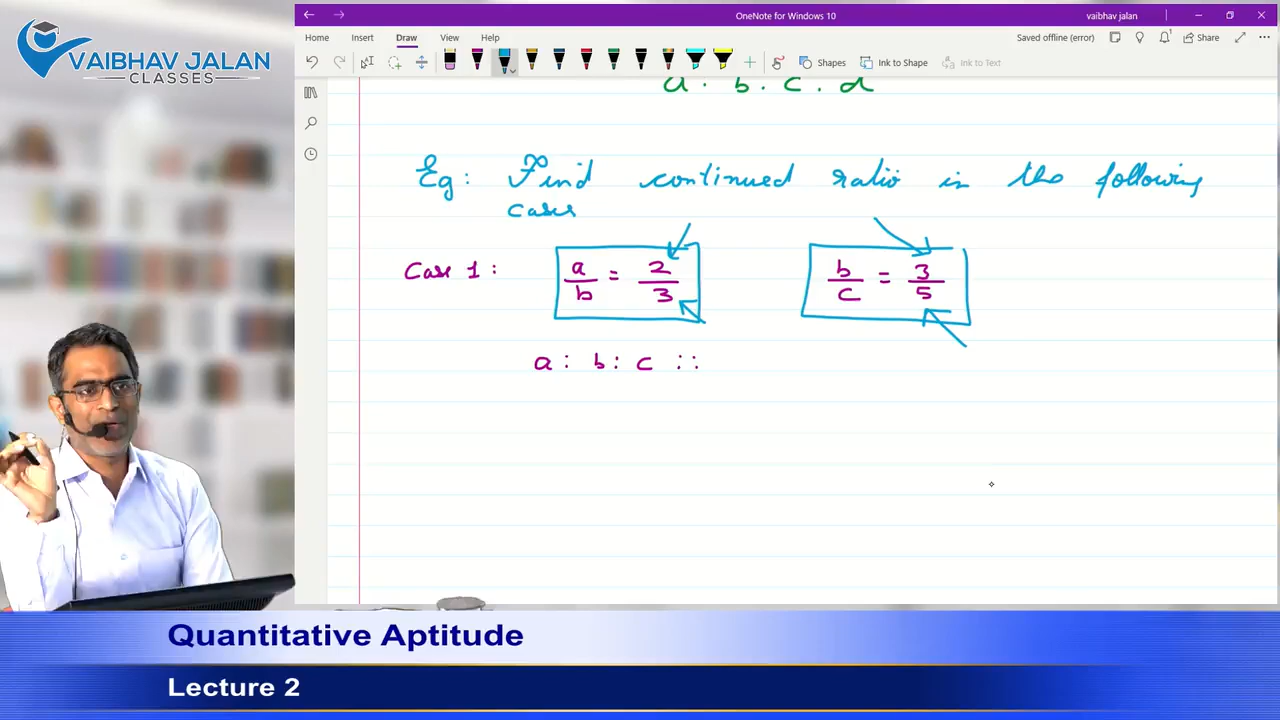 VAIBHAV JALAN
CLASSES
OneNote for Windows 10
vaibhav jalan
Home Insert Draw View Help
Saved offline (error)
Share
Shapes
Ink to Shape
Ink to Text
a : b : c : d
Eg: Find continued ratio in the following
cases
Case 1 : a/b = 2/3 b/c = 3/5
a : b : c ::
Quantitative Aptitude
Lecture 2